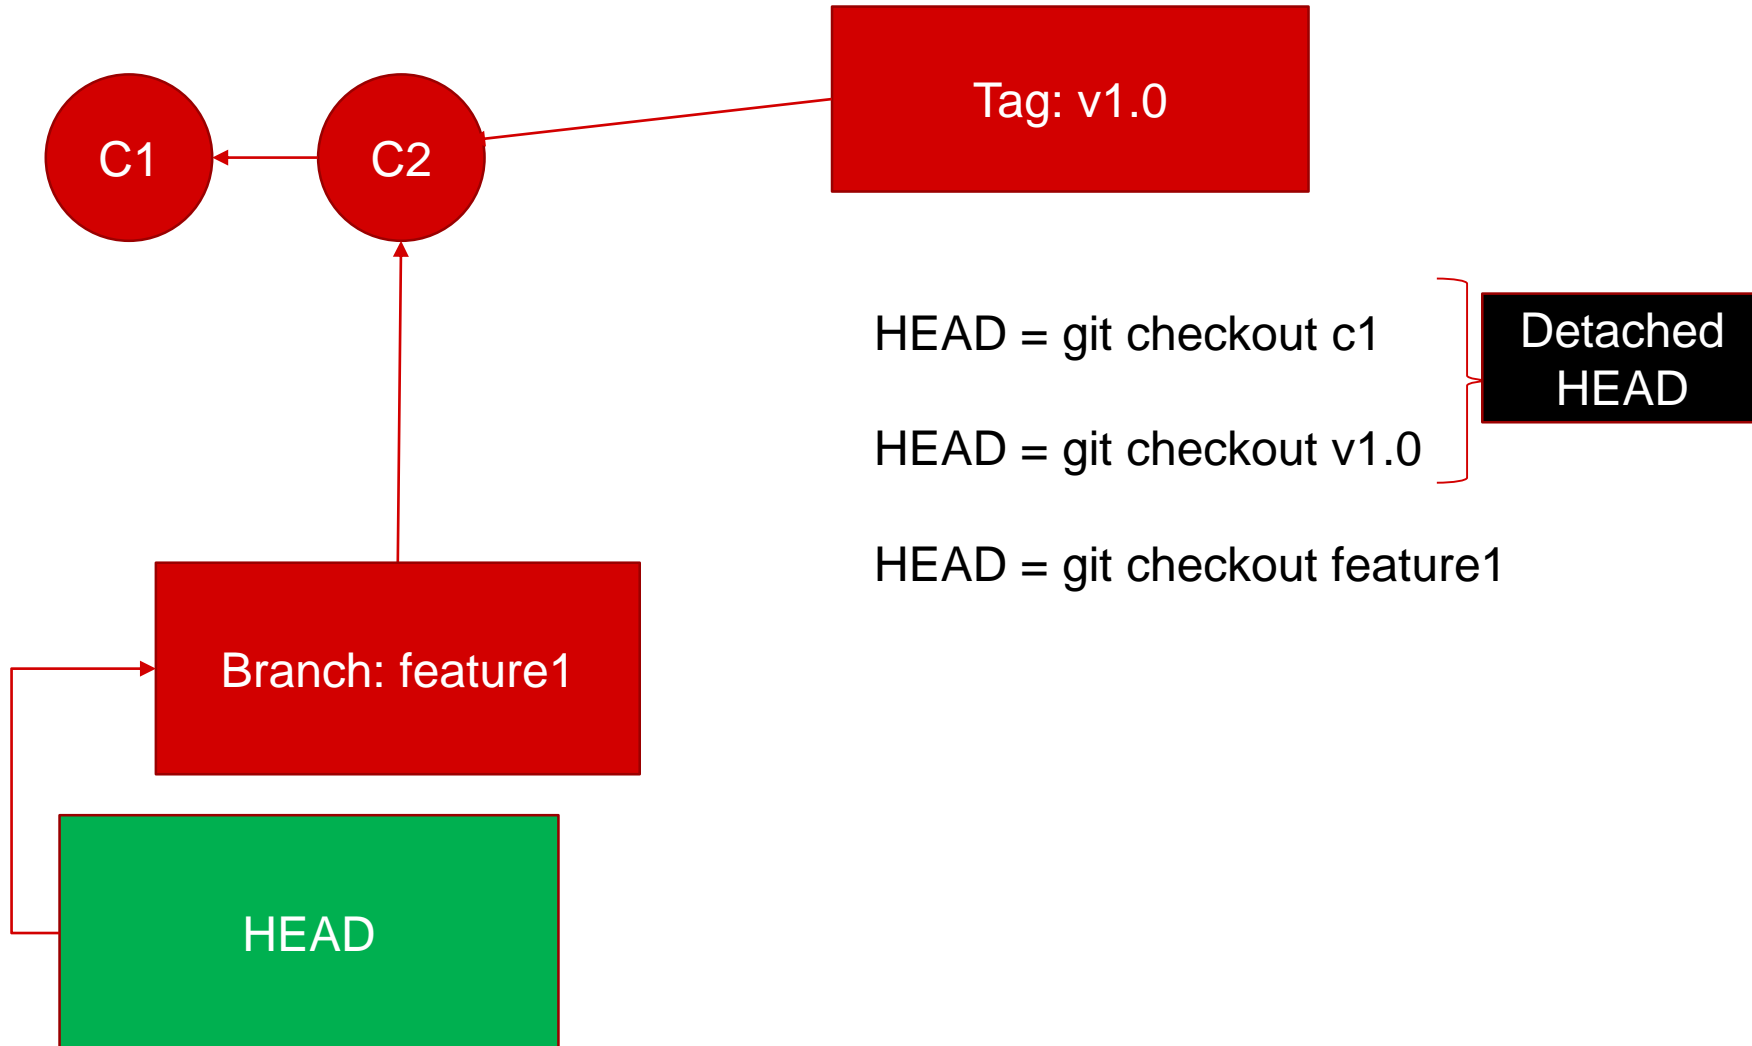 Tag: v1.0
C1
C2
HEAD = git checkout c1
Detached
HEAD
HEAD = git checkout v1.0
HEAD = git checkout feature1
Branch: feature1
HEAD